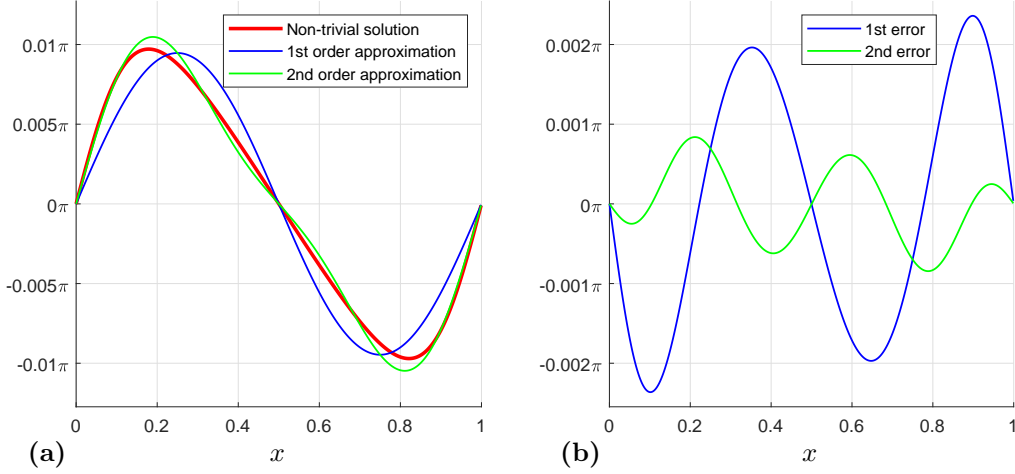 Non-trivial solution
1st order approximation
2nd order approximation
0.01π
0.005π
0π
-0.005π
-0.01π
0
0.2
0.4
0.6
0.8
1
(a)
x
1st error
2nd error
0.002π
0.001π
0π
-0.001π
-0.002π
0
0.2
0.4
0.6
0.8
1
(b)
x